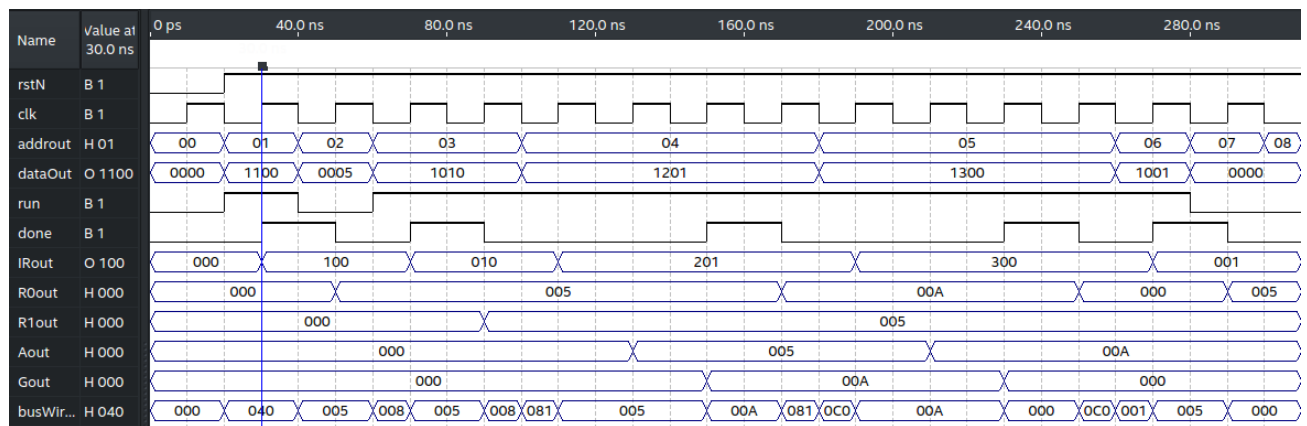 Name Value at 30.0 ns 0 ps 40.0 ns 80.0 ns 120.0 ns 160.0 ns 200.0 ns 240.0 ns 280.0 ns
rstN B 1
clk B 1
addrout H 01 00 01 02 03 04 05 06 07 08
dataOut O 1100 0000 1100 0005 1010 1201 1300 1001 0000
run B 1
done B 1
IRout O 100 000 100 010 201 300 001
R0out H 000 000 005 00A 000 005
R1out H 000 000 005
Aout H 000 000 005 00A
Gout H 000 000 00A 000
busWir... H 040 000 040 005 008 005 008 081 005 00A 081 0C0 00A 000 0C0 001 005 000